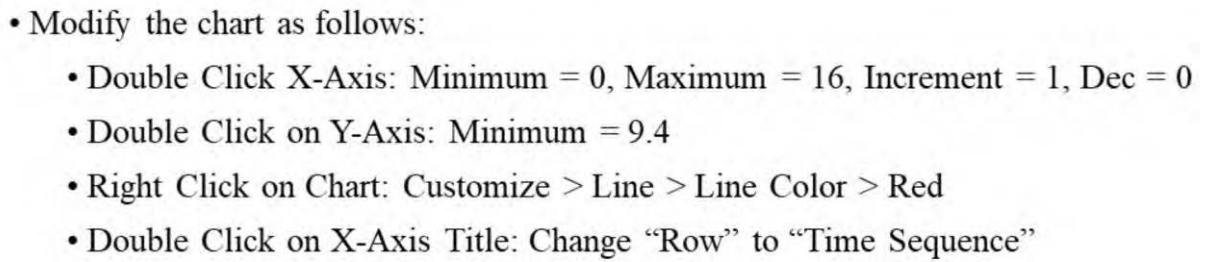 • Modify the chart as follows:
• Double Click X-Axis: Minimum = 0, Maximum = 16, Increment = 1, Dec = 0
• Double Click on Y-Axis: Minimum = 9.4
• Right Click on Chart: Customize > Line > Line Color > Red
• Double Click on X-Axis Title: Change “Row” to “Time Sequence”